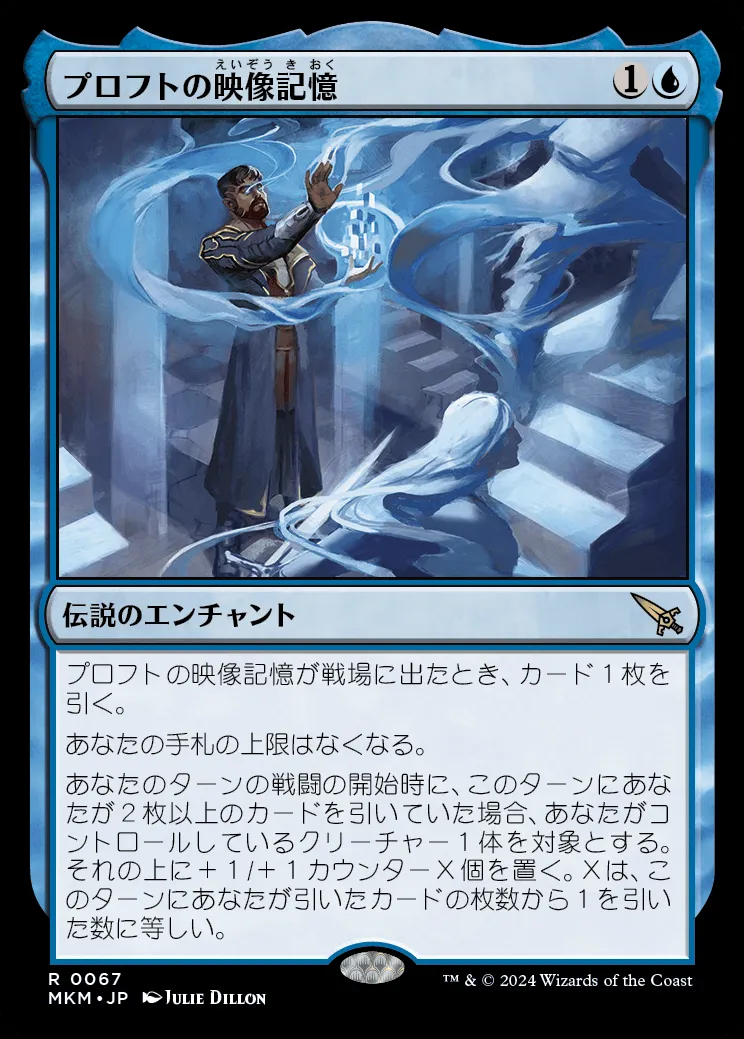 えいぞうきおく
プロフトの映像記憶 1
伝説のエンチャント
プロフトの映像記憶が戦場に出たとき、カード1枚を
引く。
あなたの手札の上限はなくなる。
あなたのターンの戦闘の開始時に、このターンにあな
たが2枚以上のカードを引いていた場合、あなたがコ
ントロールしているクリーチャー1体を対象とする。
それの上に+1/+1カウンターX個を置く。Xは、こ
のターンにあなたが引いたカードの枚数から1を引い
た数に等しい。
R 0067
MKM・JP JULIE DILLON
™ & © 2024 Wizards of the Coast